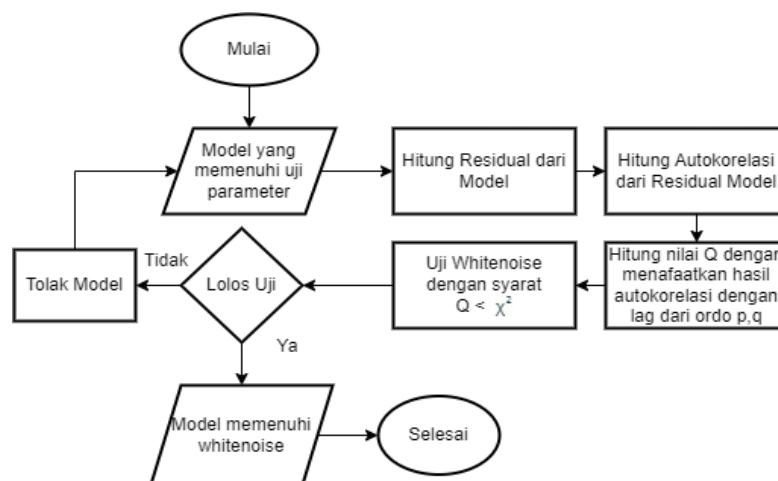 Mulai
Model yang
memenuhi uji
parameter
Hitung Residual dari
Model
Hitung Autokorelasi
dari Residual Model
Hitung nilai Q dengan
menafaatkan hasil
autokorelasi dengan
lag dari ordo p,q
Uji Whitenoise
dengan syarat
Q < χ²
Lolos Uji
Tidak
Tolak Model
Ya
Model memenuhi
whitenoise
Selesai